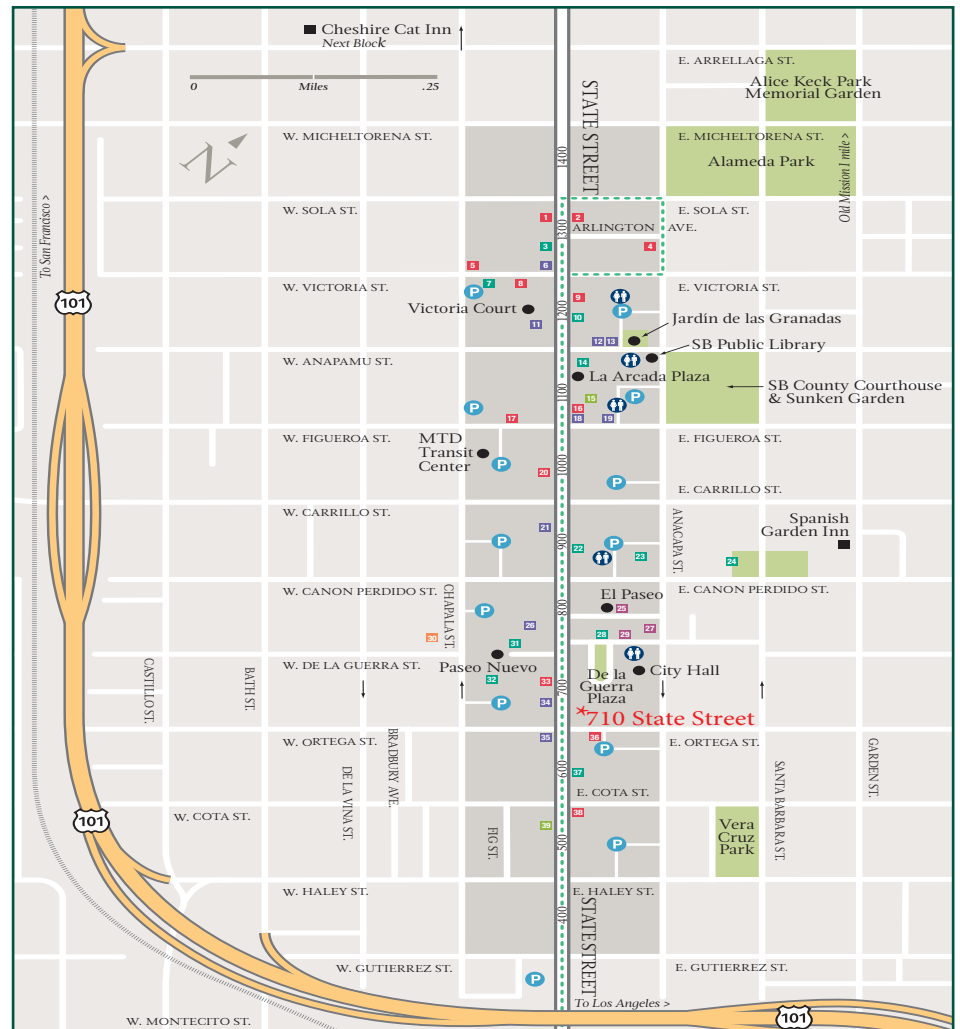 Cheshire Cat Inn
Next Block
0 Miles .25
N
STATE STREET
E. ARRELLAGA ST.
Alice Keck Park
Memorial Garden
W. MICHELTORENA ST.
E. MICHELTORENA ST.
Alameda Park
Old Mission 1 mile >
1400
To San Francisco >
W. SOLA ST.
E. SOLA ST.
1
2
1300
ARLINGTON AVE.
3
4
5
6
101
W. VICTORIA ST.
7
8
P
9
P
E. VICTORIA ST.
Victoria Court
1200
10
11
Jardín de las Granadas
12
13
SB Public Library
W. ANAPAMU ST.
14
La Arcada Plaza
SB County Courthouse
& Sunken Garden
1100
15
P
P
16
17
18
19
W. FIGUEROA ST.
E. FIGUEROA ST.
MTD
Transit
Center
P
1000
20
P
E. CARRILLO ST.
W. CARRILLO ST.
ANACAPA ST.
Spanish
Garden Inn
21
P
900
22
P
23
24
W. CANON PERDIDO ST.
E. CANON PERDIDO ST.
CHAPALA ST.
El Paseo
P
800
25
26
27
28
29
30
31
W. DE LA GUERRA ST.
Paseo Nuevo
City Hall
CASTILLO ST.
BATH ST.
32
33
700
De la
Guerra
Plaza
P
34
*710 State Street
W. ORTEGA ST.
35
36
P
E. ORTEGA ST.
BRADBURY AVE.
DE LA VINA ST.
600
37
SANTA BARBARA ST.
GARDEN ST.
E. COTA ST.
W. COTA ST.
101
38
39
FIG ST.
500
P
Vera
Cruz
Park
W. HALEY ST.
E. HALEY ST.
400
STATE STREET
W. GUTIERREZ ST.
E. GUTIERREZ ST.
P
To Los Angeles >
101
W. MONTECITO ST.